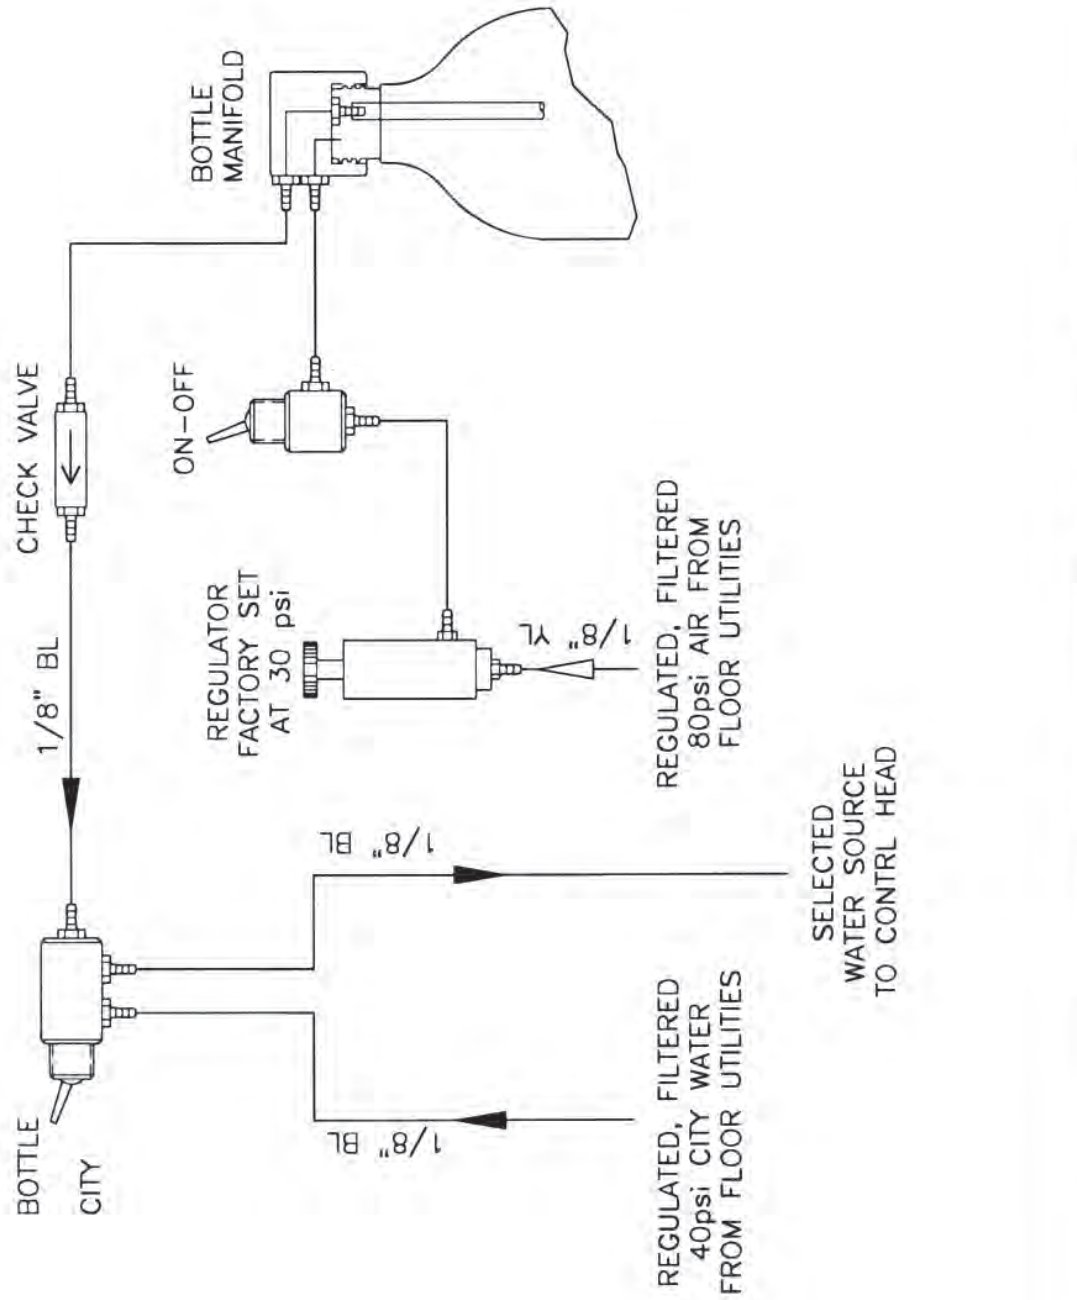 BOTTLE
CITY
1/8" BL
CHECK VALVE
BOTTLE
MANIFOLD
ON-OFF
REGULATOR
FACTORY SET
AT 30 psi
1/8" BL
1/8" BL
1/8" YL
REGULATED, FILTERED
40psi CITY WATER
FROM FLOOR UTILITIES
SELECTED
WATER SOURCE
TO CONTRL HEAD
REGULATED, FILTERED
80psi AIR FROM
FLOOR UTILITIES